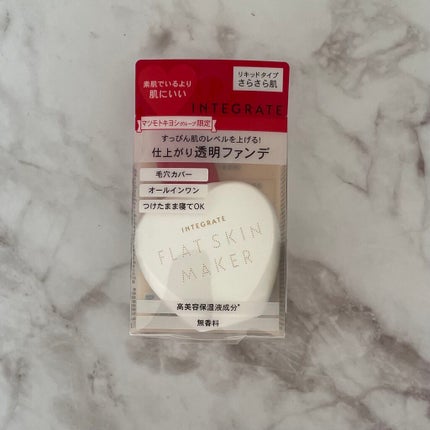 素肌でいるより
肌にいい
リキッドタイプ
さらさら肌
INTEGRATE
マツモトキヨシグループ限定
すっぴん肌のレベルを上げる!
仕上がり透明ファンデ
毛穴カバー
オールインワン
つけたまま寝てOK
INTEGRATE
FLAT SKIN
MAKER
高美容保湿液成分*
無香料